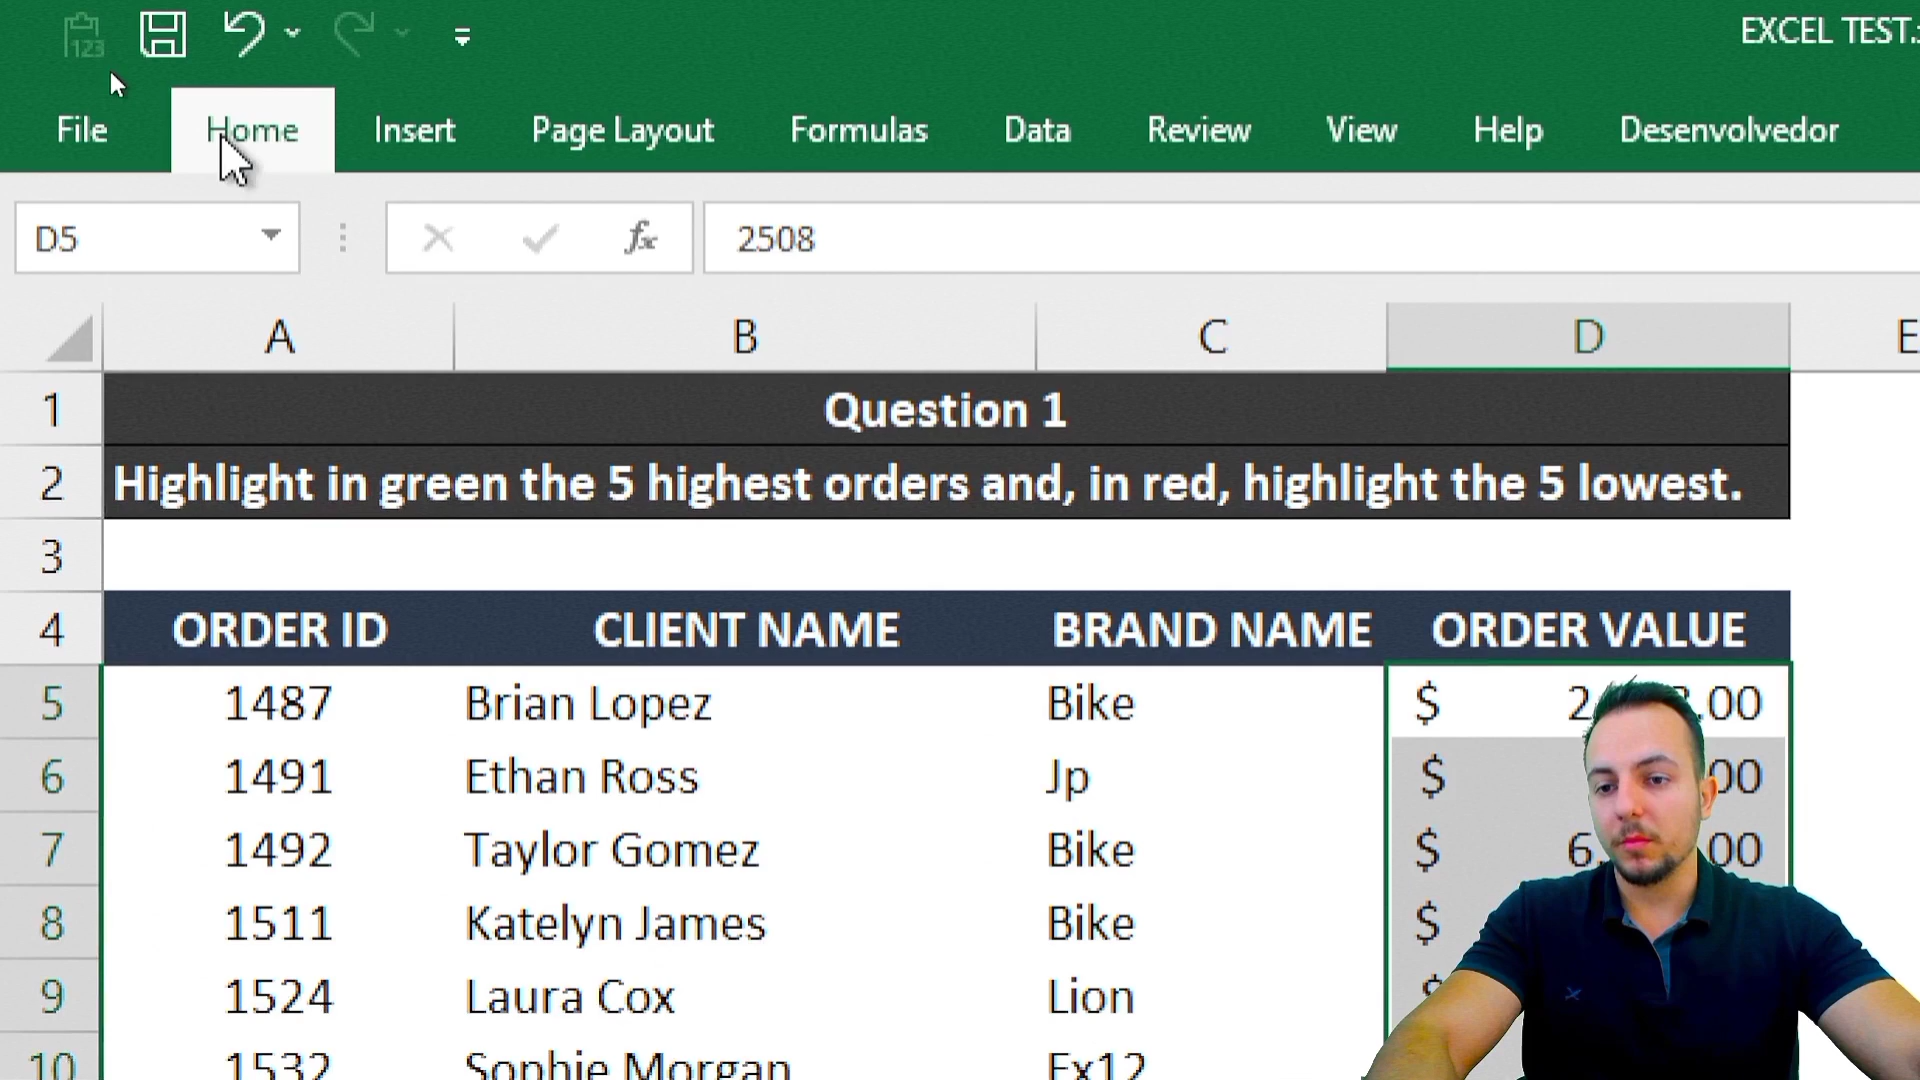 123
EXCEL TEST.
File Home Insert Page Layout Formulas Data Review View Help Desenvolvedor
D5 fx 2508
A B C D E
1 Question 1
2 Highlight in green the 5 highest orders and, in red, highlight the 5 lowest.
3
4 ORDER ID CLIENT NAME BRAND NAME ORDER VALUE
5 1487 Brian Lopez Bike $ .00
6 1491 Ethan Ross Jp $ 00
7 1492 Taylor Gomez Bike $ 00
8 1511 Katelyn James Bike $
9 1524 Laura Cox Lion
10 1532 Sophie Morgan Ex12